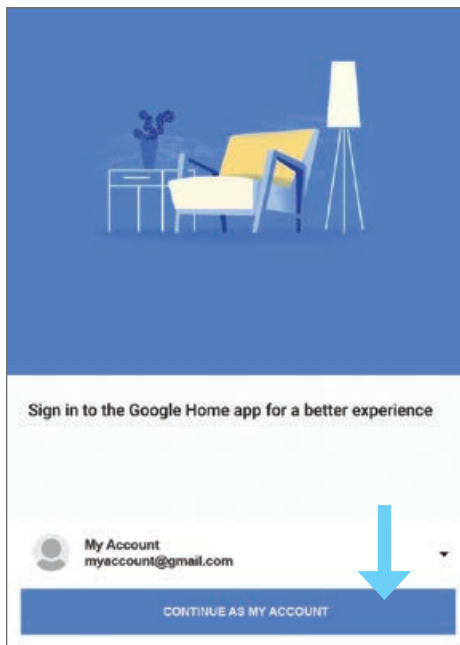 Sign in to the Google Home app for a better experience
My Account
myaccount@gmail.com
CONTINUE AS MY ACCOUNT